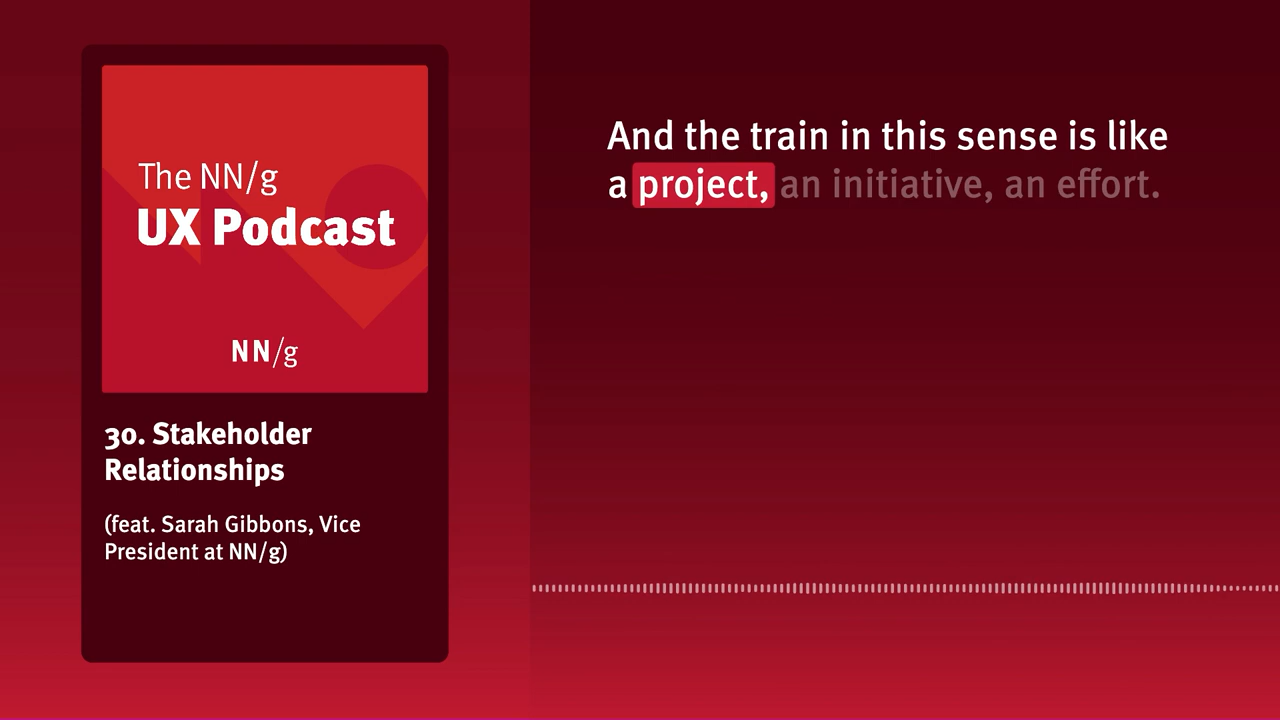 The NN/g
UX Podcast
NN/g
30. Stakeholder
Relationships
(feat. Sarah Gibbons, Vice
President at NN/g)
And the train in this sense is like
a project, an initiative, an effort.